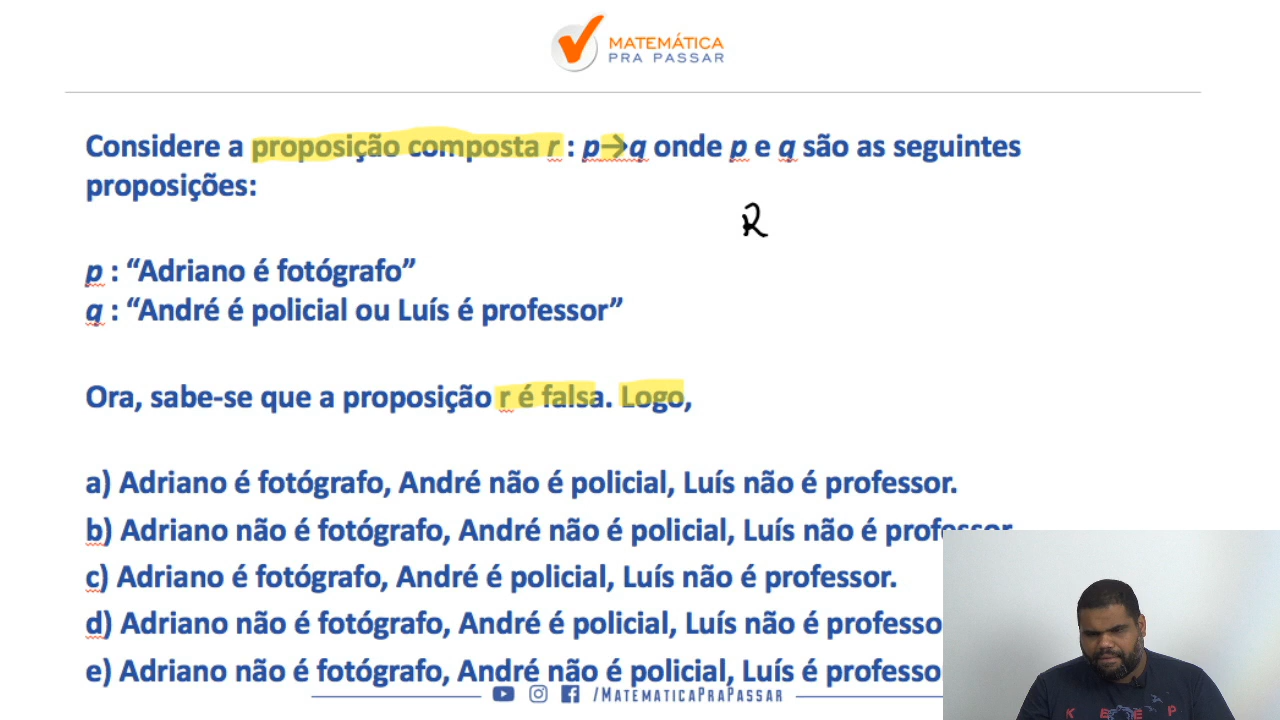 MATEMÁTICA
PRA PASSAR
Considere a proposição composta r : p→q onde p e q são as seguintes
proposições:
R
p : “Adriano é fotógrafo”
q : “André é policial ou Luís é professor”
Ora, sabe-se que a proposição r é falsa. Logo,
a) Adriano é fotógrafo, André não é policial, Luís não é professor.
b) Adriano não é fotógrafo, André não é policial, Luís não é professor.
c) Adriano é fotógrafo, André é policial, Luís não é professor.
d) Adriano não é fotógrafo, André é policial, Luís não é professo
e) Adriano não é fotógrafo, André não é policial, Luís é professo
/MATEMATICAPRAPASSAR
K E E P